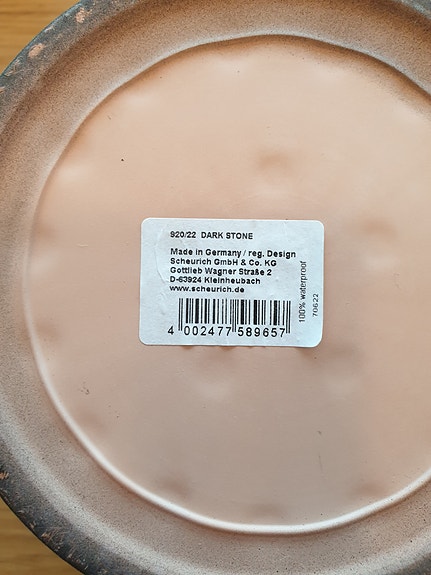 920/22 DARK STONE
Made in Germany / reg. Design
Scheurich GmbH & Co. KG
Gottlieb Wagner Straße 2
D-63924 Kleinheubach
www.scheurich.de
4 002477 589657
100% waterproof
70622